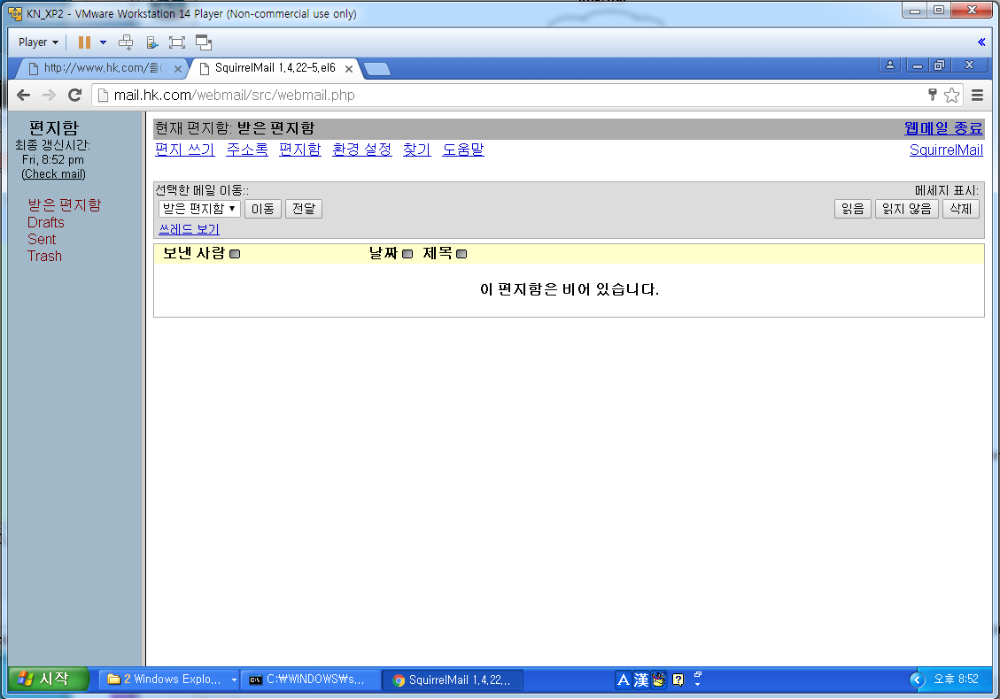 KN_XP2 - VMware Workstation 14 Player (Non-commercial use only)
Player
http://www.hk.com/을(
SquirrelMail 1.4.22-5.el6
mail.hk.com/webmail/src/webmail.php
편지함
최종 갱신시간:
Fri, 8:52 pm
(Check mail)
받은 편지함
Drafts
Sent
Trash
현재 편지함: 받은 편지함 웹메일 종료
편지 쓰기 주소록 편지함 환경 설정 찾기 도움말 SquirrelMail
선택한 메일 이동:: 메세지 표시:
받은 편지함 이동 전달 읽음 읽지 않음 삭제
쓰레드 보기
보낸 사람 날짜 제목
이 편지함은 비어 있습니다.
시작 2 Windows Explo... C:\WINDOWS\s... SquirrelMail 1.4.22... A 漢 오후 8:52